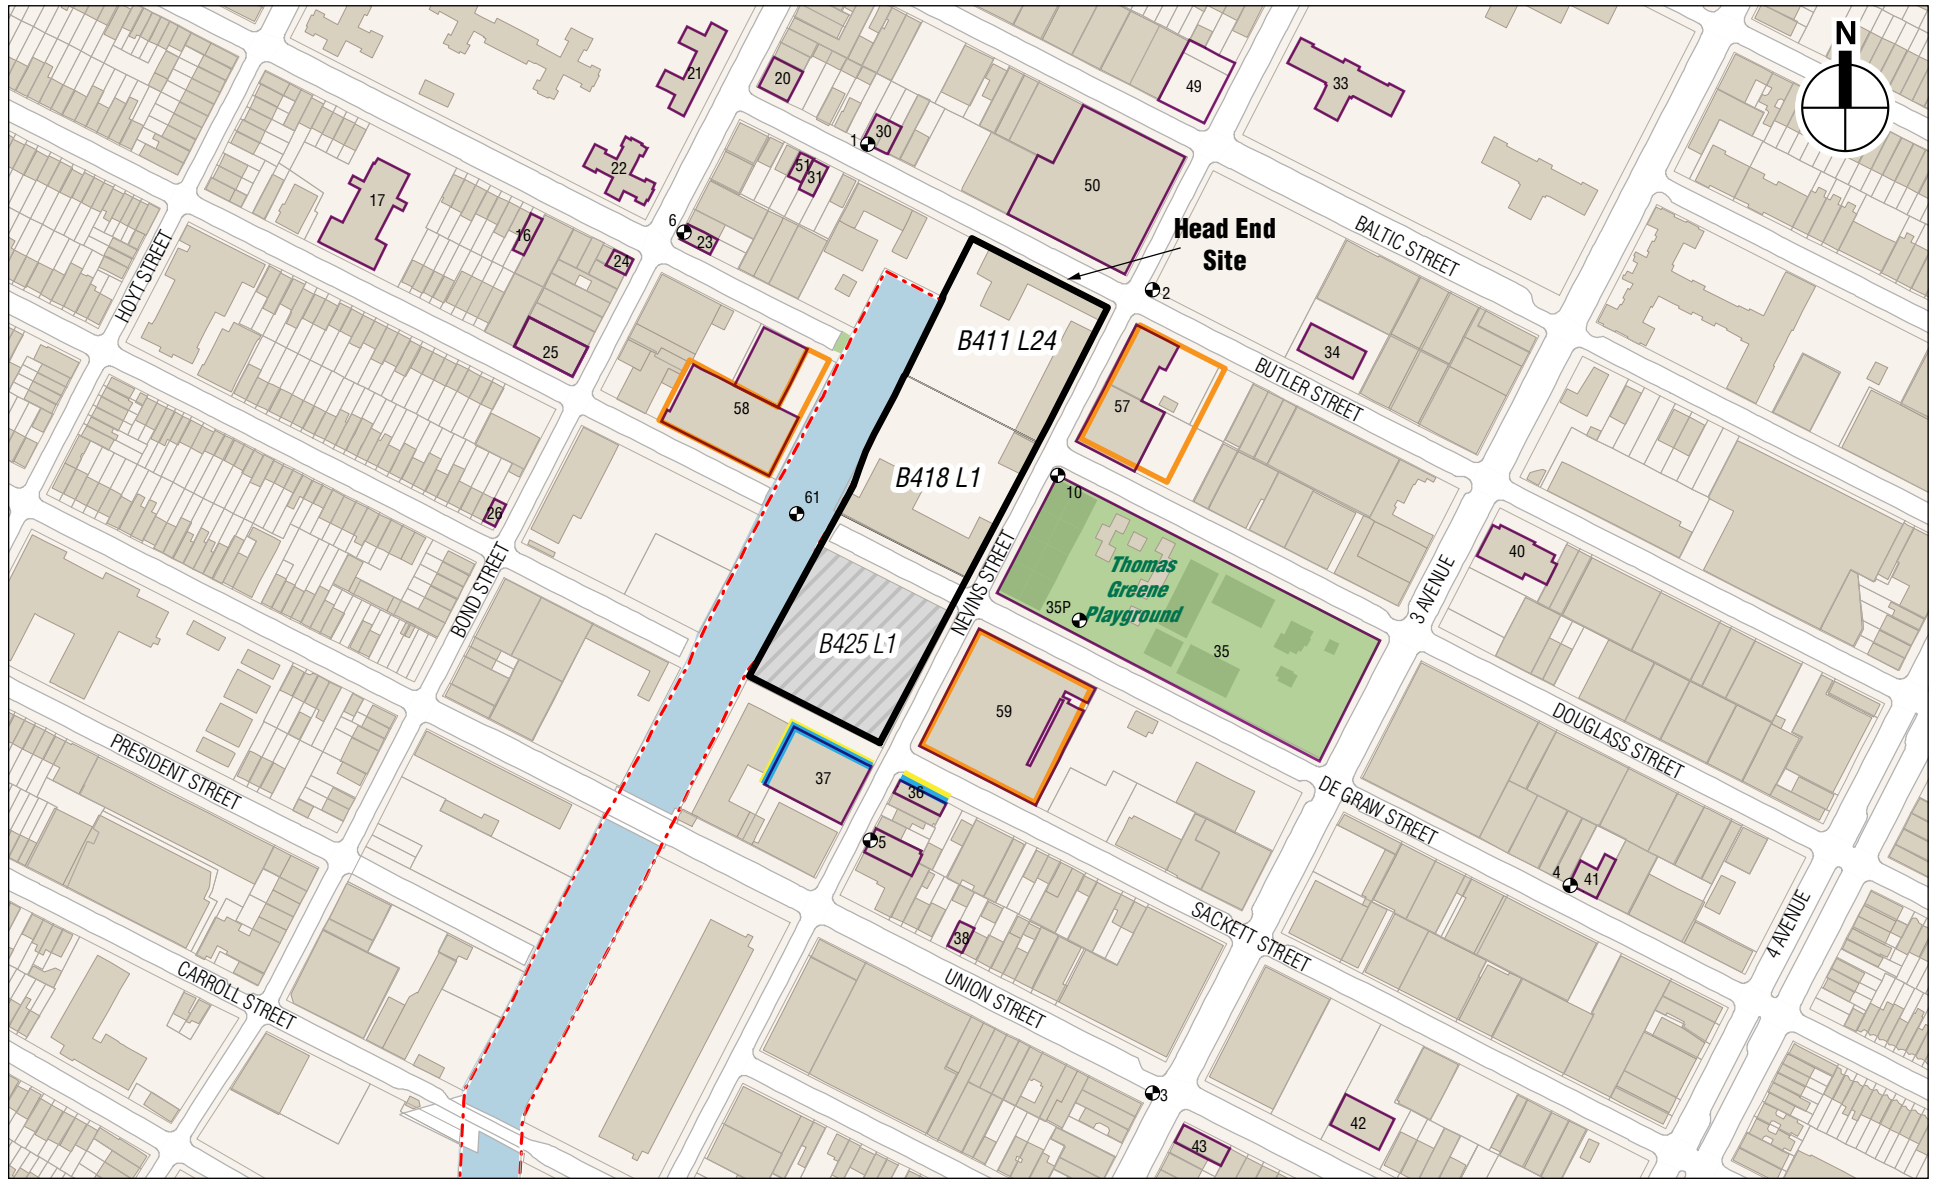 N
20
21
49
33
30
1
22
51
31
50
17
6
23
16
24
BALTIC STREET
Head End
Site
HOYT STREET
2
B411 L24
34
25
BUTLER STREET
58
57
B418 L1
61
10
26
40
Thomas
Greene
Playground
35P
NEVINS STREET
BOND STREET
3 AVENUE
B425 L1
35
59
DOUGLASS STREET
PRESIDENT STREET
37
36
DE GRAW STREET
5
4
41
38
SACKETT STREET
4 AVENUE
UNION STREET
CARROLL STREET
3
42
43